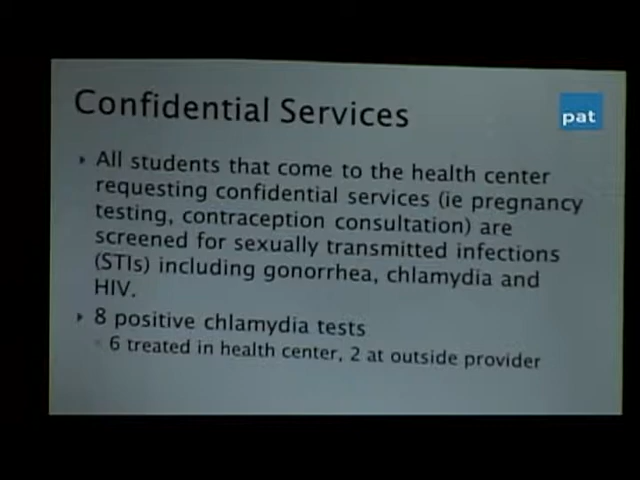 Confidential Services
pat
All students that come to the health center
requesting confidential services (ie pregnancy
testing, contraception consultation) are
screened for sexually transmitted infections
(STIs) including gonorrhea, chlamydia and
HIV.
8 positive chlamydia tests
6 treated in health center, 2 at outside provider